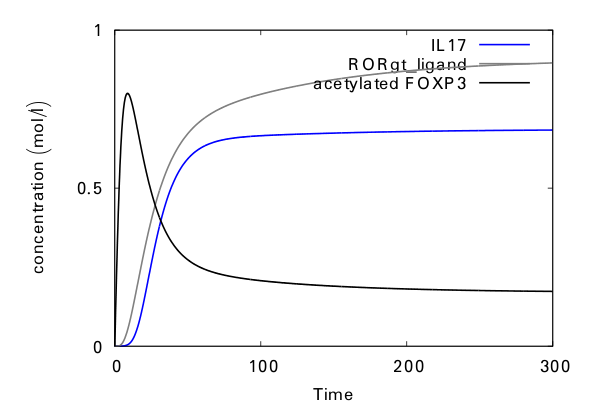 1
IL17
RORgt_ligand
acetylated FOXP3
concentration (mol/l)
0.5
0
0 100 200 300
Time